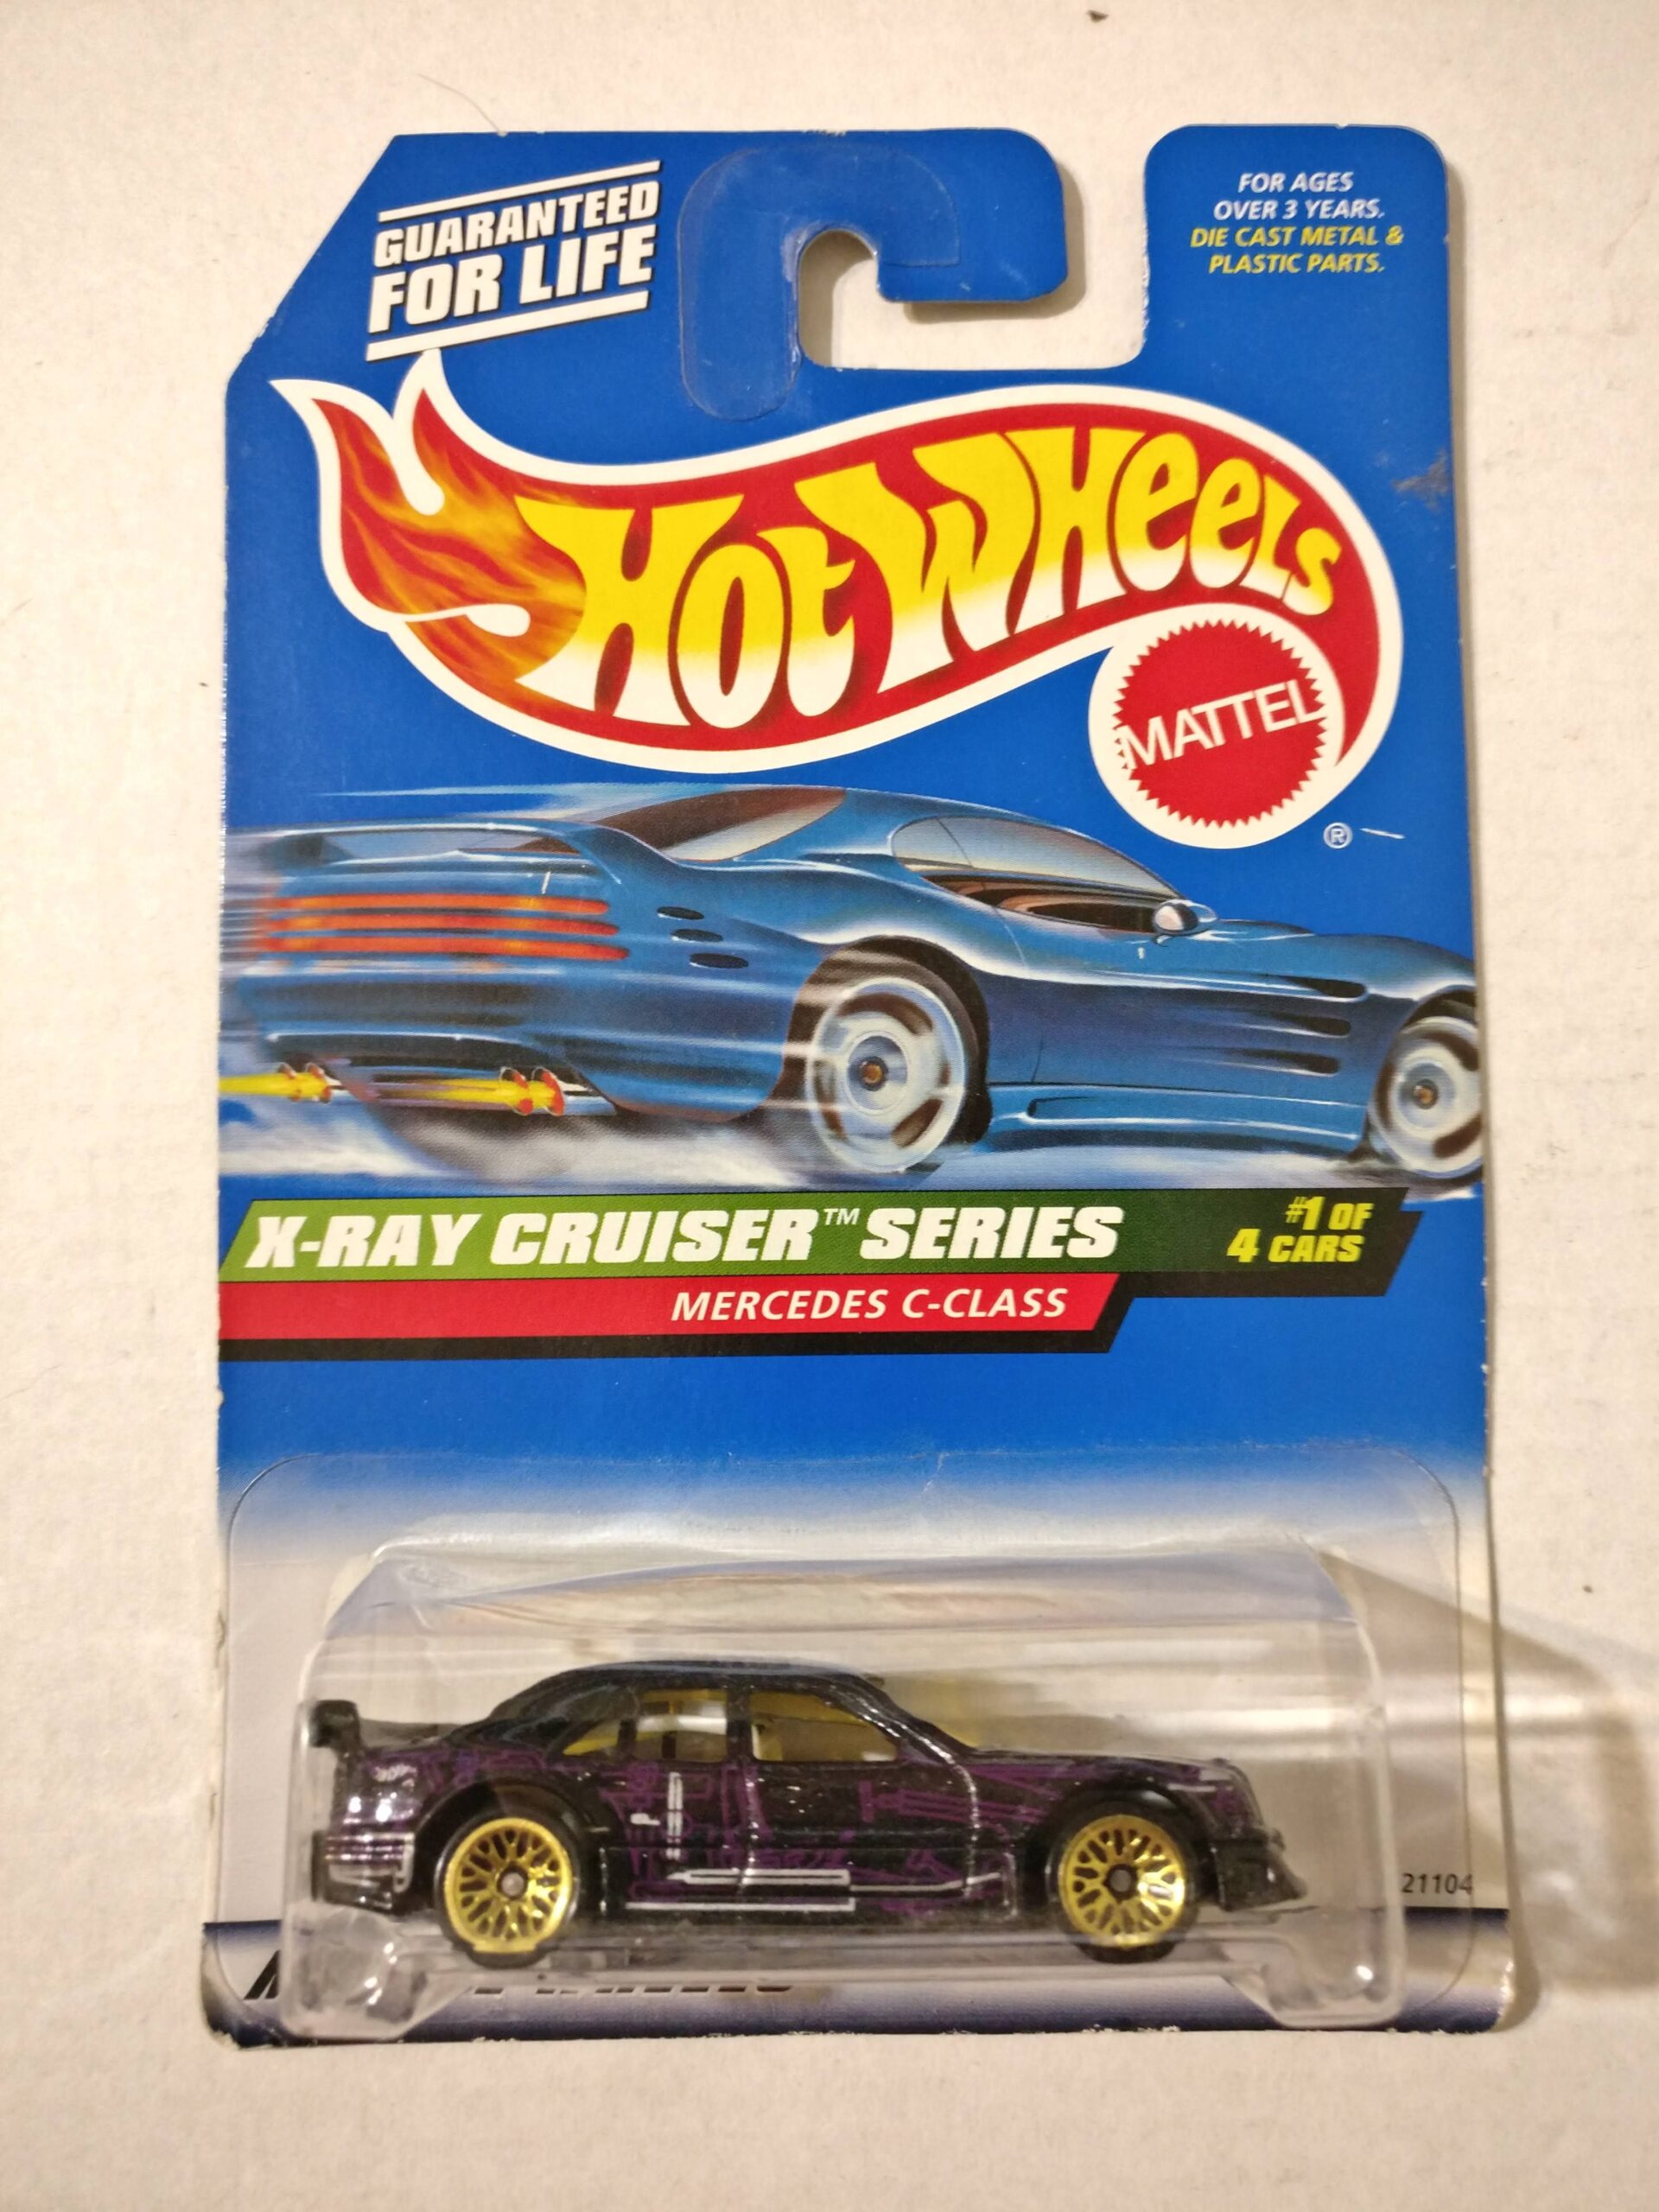 GUARANTEED
FOR LIFE
FOR AGES
OVER 3 YEARS.
DIE CAST METAL &
PLASTIC PARTS.
HOT WHEELS
MATTEL
®
X-RAY CRUISER™ SERIES
#1 OF
4 CARS
MERCEDES C-CLASS
21104